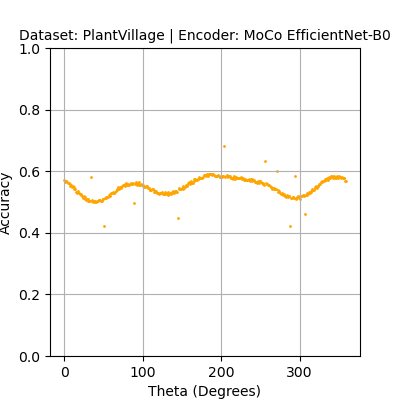 Dataset: PlantVillage | Encoder: MoCo EfficientNet-B0
1.0
0.8
0.6
0.4
0.2
0.0
Accuracy
0 100 200 300
Theta (Degrees)